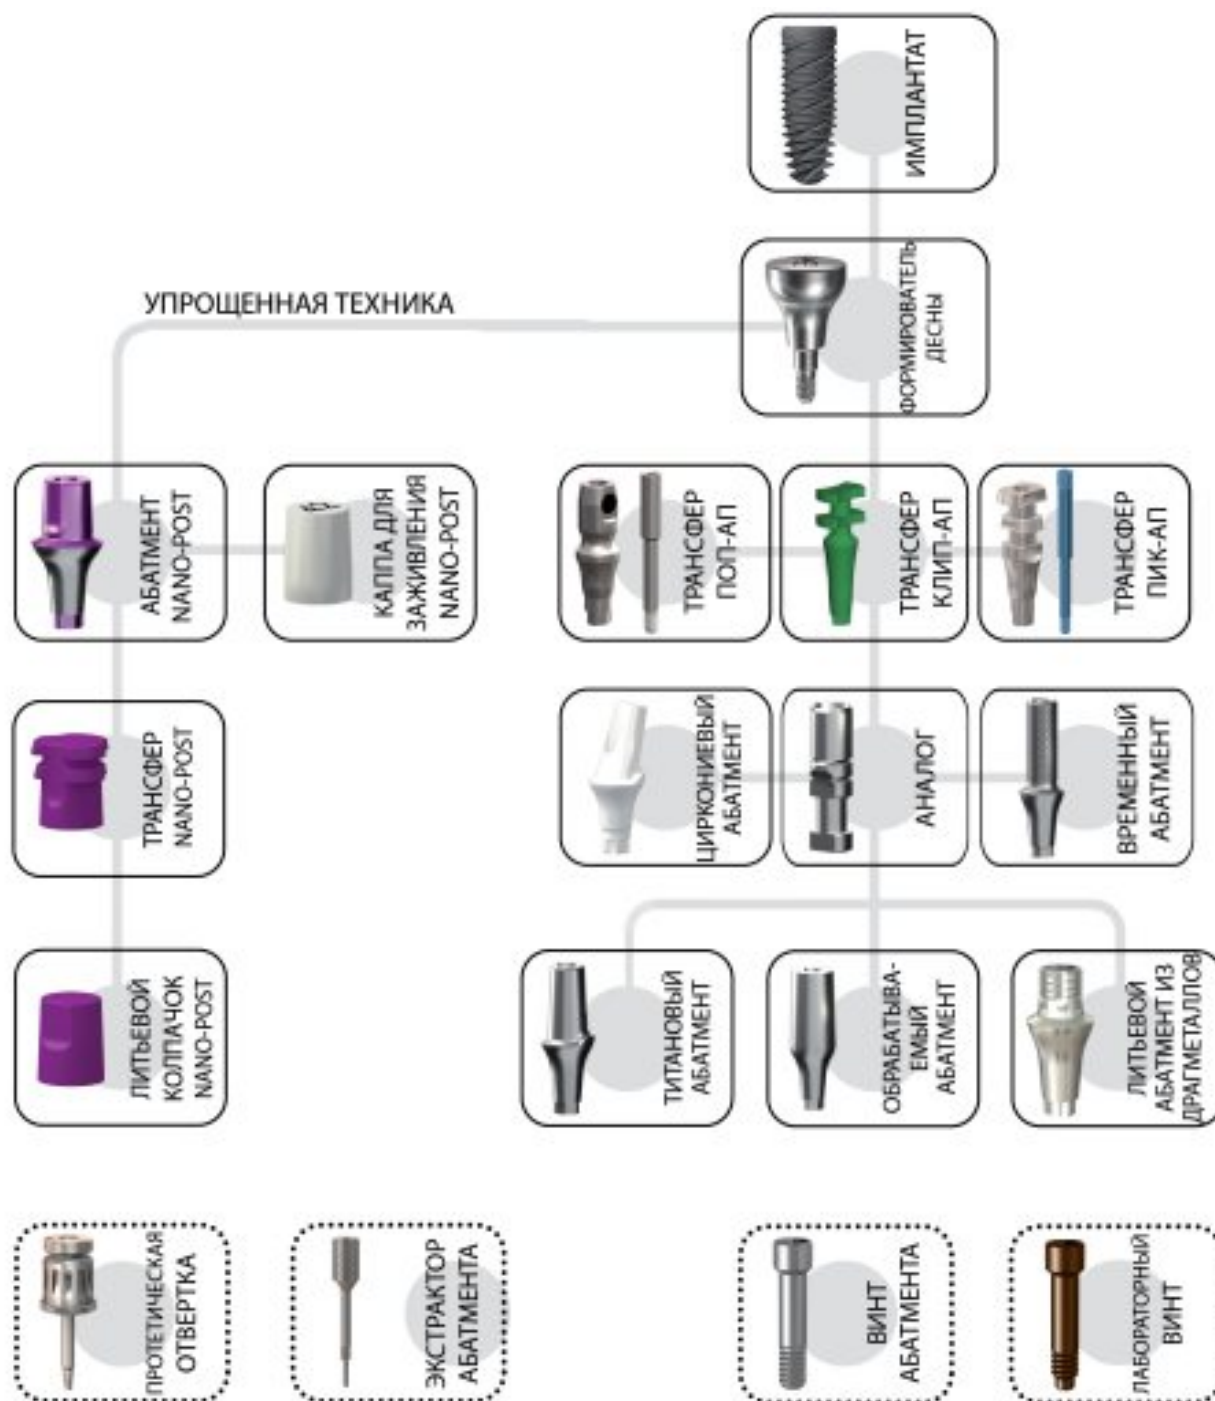 ИМПЛАНТАТ
ФОРМИРОВАТЕЛЬ
ДЕСНЫ
УПРОЩЕННАЯ ТЕХНИКА
АБАТМЕНТ
NANO-POST
КАППА ДЛЯ
ЗАЖИВЛЕНИЯ
NANO-POST
ТРАНСФЕР
ПОП-АП
ТРАНСФЕР
КЛИП-АП
ТРАНСФЕР
ПИК-АП
ТРАНСФЕР
NANO-POST
ЦИРКОНИЕВЫЙ
АБАТМЕНТ
АНАЛОГ
ВРЕМЕННЫЙ
АБАТМЕНТ
ЛИТЬЕВОЙ
КОЛПАЧОК
NANO-POST
ТИТАНОВЫЙ
АБАТМЕНТ
ОБРАБАТЫВА-
ЕМЫЙ
АБАТМЕНТ
ЛИТЬЕВОЙ
АБАТМЕНТ ИЗ
ДРАГМЕТАЛЛОВ
ПРОТЕТИЧЕСКАЯ
ОТВЕРТКА
ЭКСТРАКТОР
АБАТМЕНТА
ВИНТ
АБАТМЕНТА
ЛАБОРАТОРНЫЙ
ВИНТ